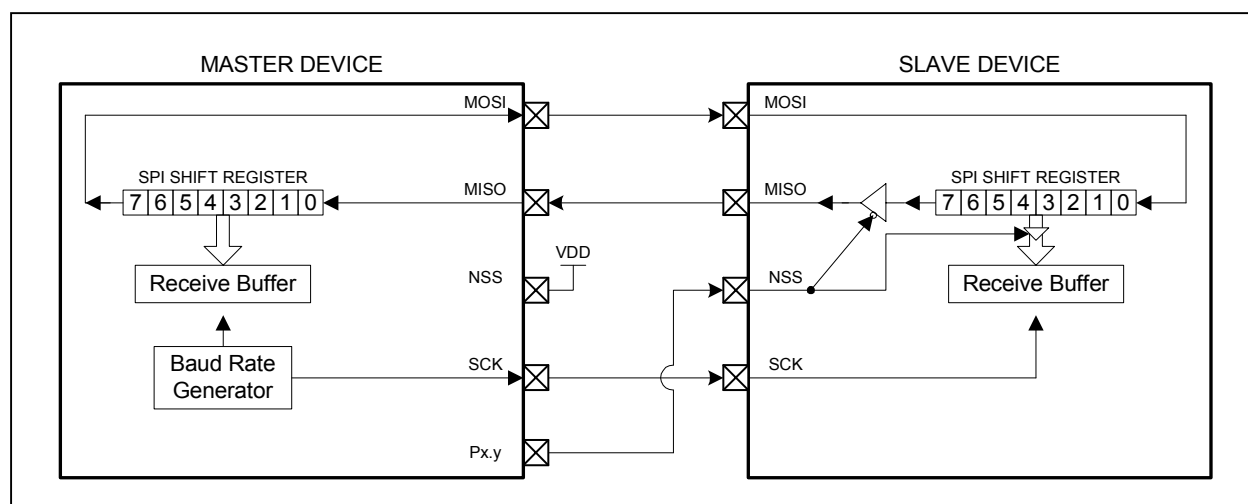 MASTER DEVICE
SLAVE DEVICE
MOSI
MOSI
SPI SHIFT REGISTER
7 6 5 4 3 2 1 0
MISO
MISO
SPI SHIFT REGISTER
7 6 5 4 3 2 1 0
Receive Buffer
NSS
VDD
NSS
Receive Buffer
Baud Rate
Generator
SCK
SCK
Px.y